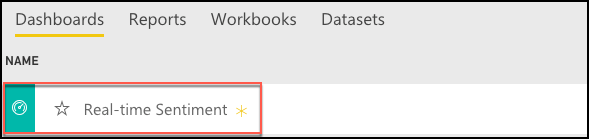 Dashboards Reports Workbooks Datasets
NAME
Real-time Sentiment